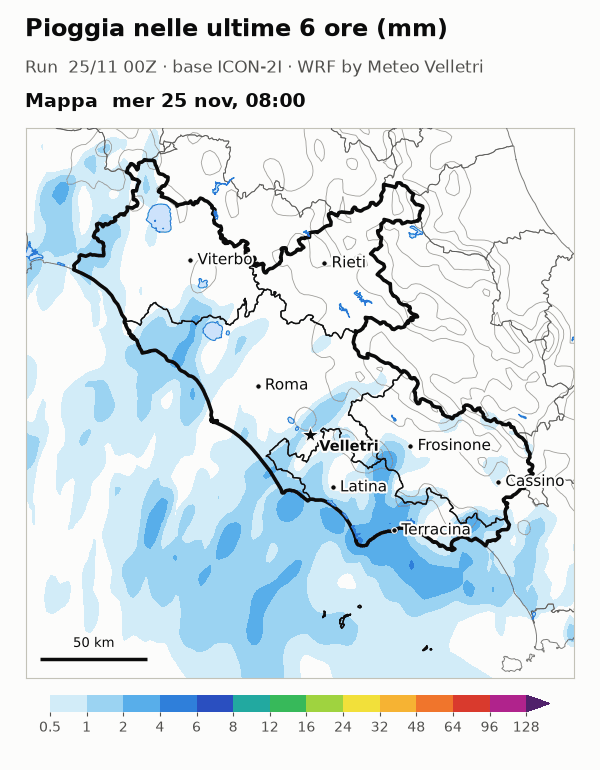 Pioggia nelle ultime 6 ore (mm)
Run  25/11 00Z · base ICON-2I · WRF by Meteo Velletri
Mappa  mer 25 nov, 08:00
Viterbo
Rieti
Roma
Velletri
Frosinone
Cassino
Latina
Terracina
50 km
0.5 1 2 4 6 8 12 16 24 32 48 64 96 128